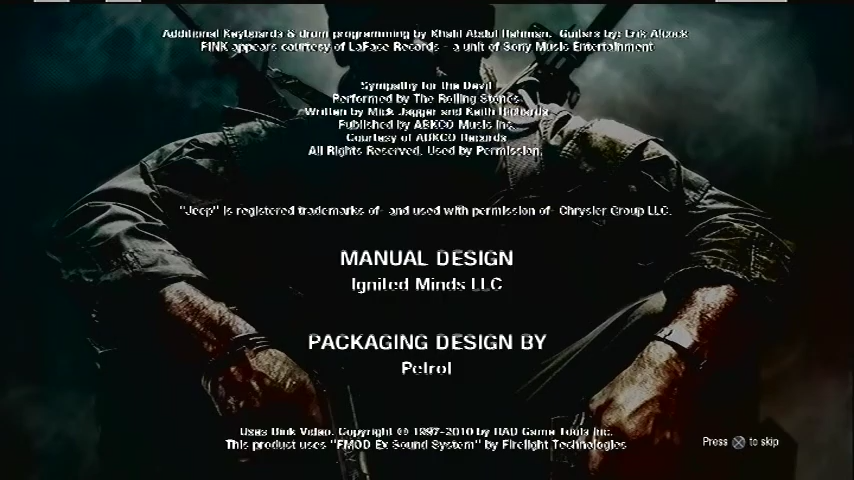 Additional Keyboards & drum programming by Khalil Abdul Rahman. Guitars by: Erik Alcock
PINK appears courtesy of LaFace Records - a unit of Sony Music Entertainment
Sympathy for the Devil
Performed by The Rolling Stones
Written by Mick Jagger and Keith Richards
Published by ABKCO Music Inc.
Courtesy of ABKCO Records
All Rights Reserved. Used by Permission.
"Jeep" is registered trademarks of- and used with permission of- Chrysler Group LLC.
MANUAL DESIGN
Ignited Minds LLC
PACKAGING DESIGN BY
Petrol
Uses Bink Video. Copyright © 1997-2010 by RAD Game Tools Inc.
This product uses "FMOD Ex Sound System" by Firelight Technologies
Press to skip